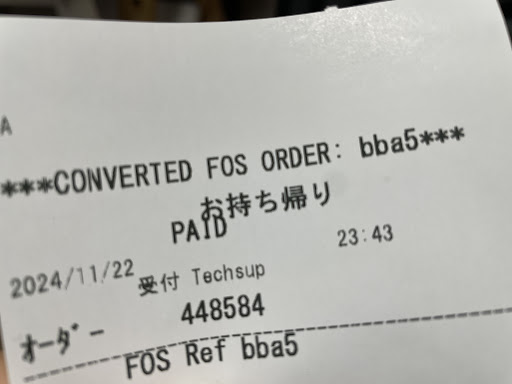 A
***CONVERTED FOS ORDER: bba5***
お持ち帰り
PAID
23:43
2024/11/22 受付 Techsup
オーダー 448584
FOS Ref bba5